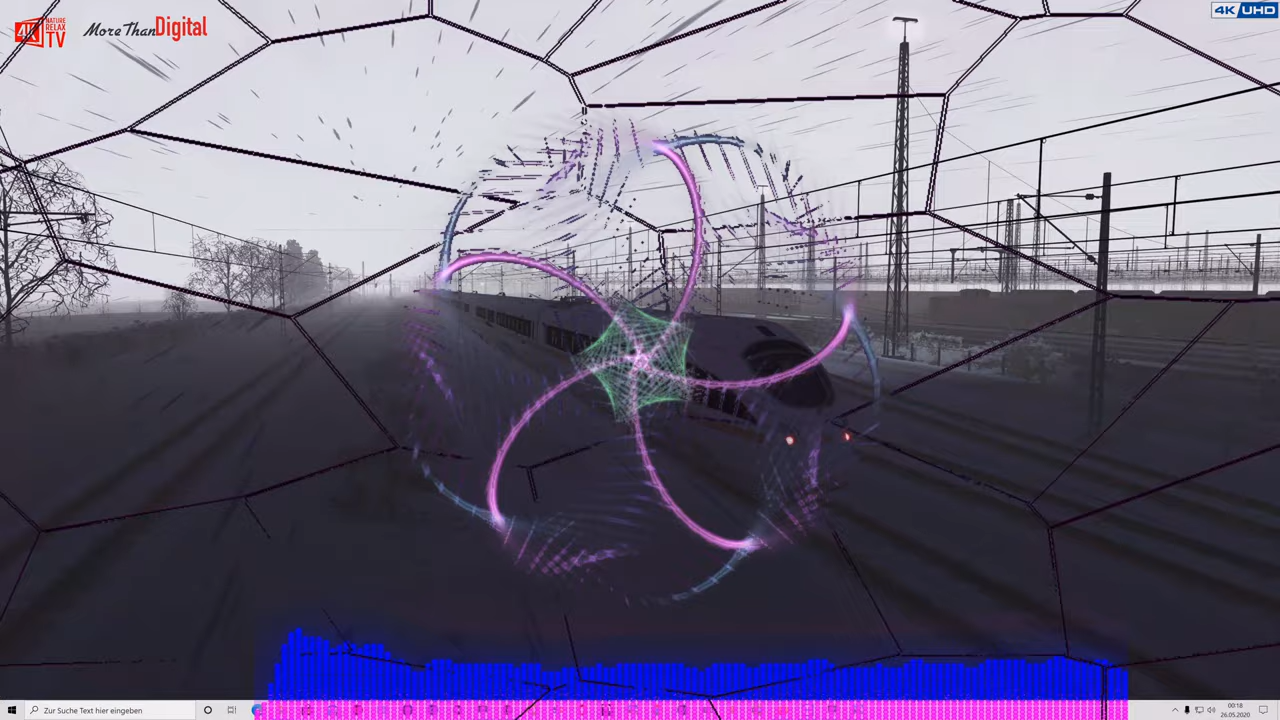 4K NATURE RELAX TV
More Than Digital
4K UHD
Zur Suche Text hier eingeben
00:18
26.05.2020